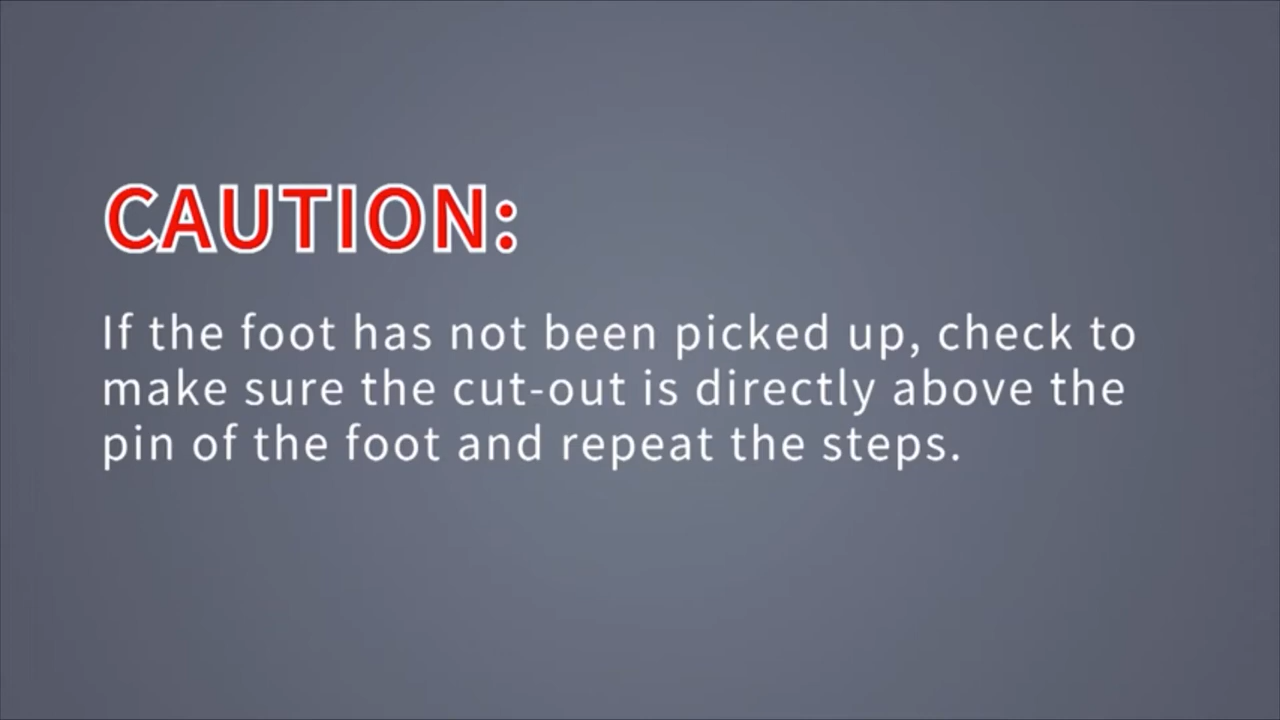 CAUTION:
If the foot has not been picked up, check to
make sure the cut-out is directly above the
pin of the foot and repeat the steps.